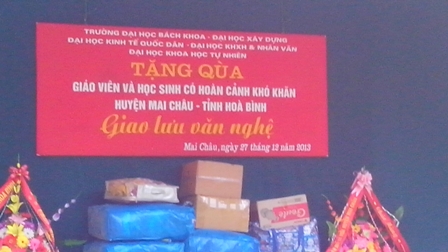 TRƯỜNG ĐẠI HỌC BÁCH KHOA - ĐẠI HỌC XÂY DỰNG
ĐẠI HỌC KINH TẾ QUỐC DÂN - ĐẠI HỌC KHXH & NHÂN VĂN
ĐẠI HỌC KHOA HỌC TỰ NHIÊN
TẶNG QÙA
GIÁO VIÊN VÀ HỌC SINH CÓ HOÀN CẢNH KHÓ KHĂN
HUYỆN MAI CHÂU - TỈNH HOÀ BÌNH
Giao lưu văn nghệ
Mai Châu, ngày 27 tháng 12 năm 2013